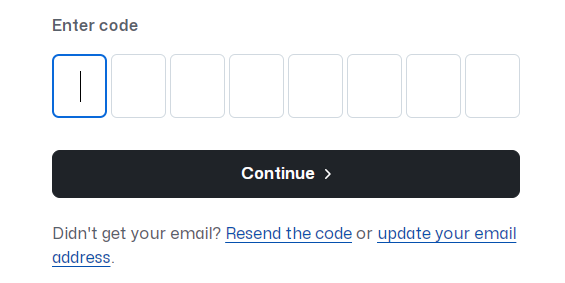 Enter code
Continue
Didn't get your email? Resend the code or update your email
address.